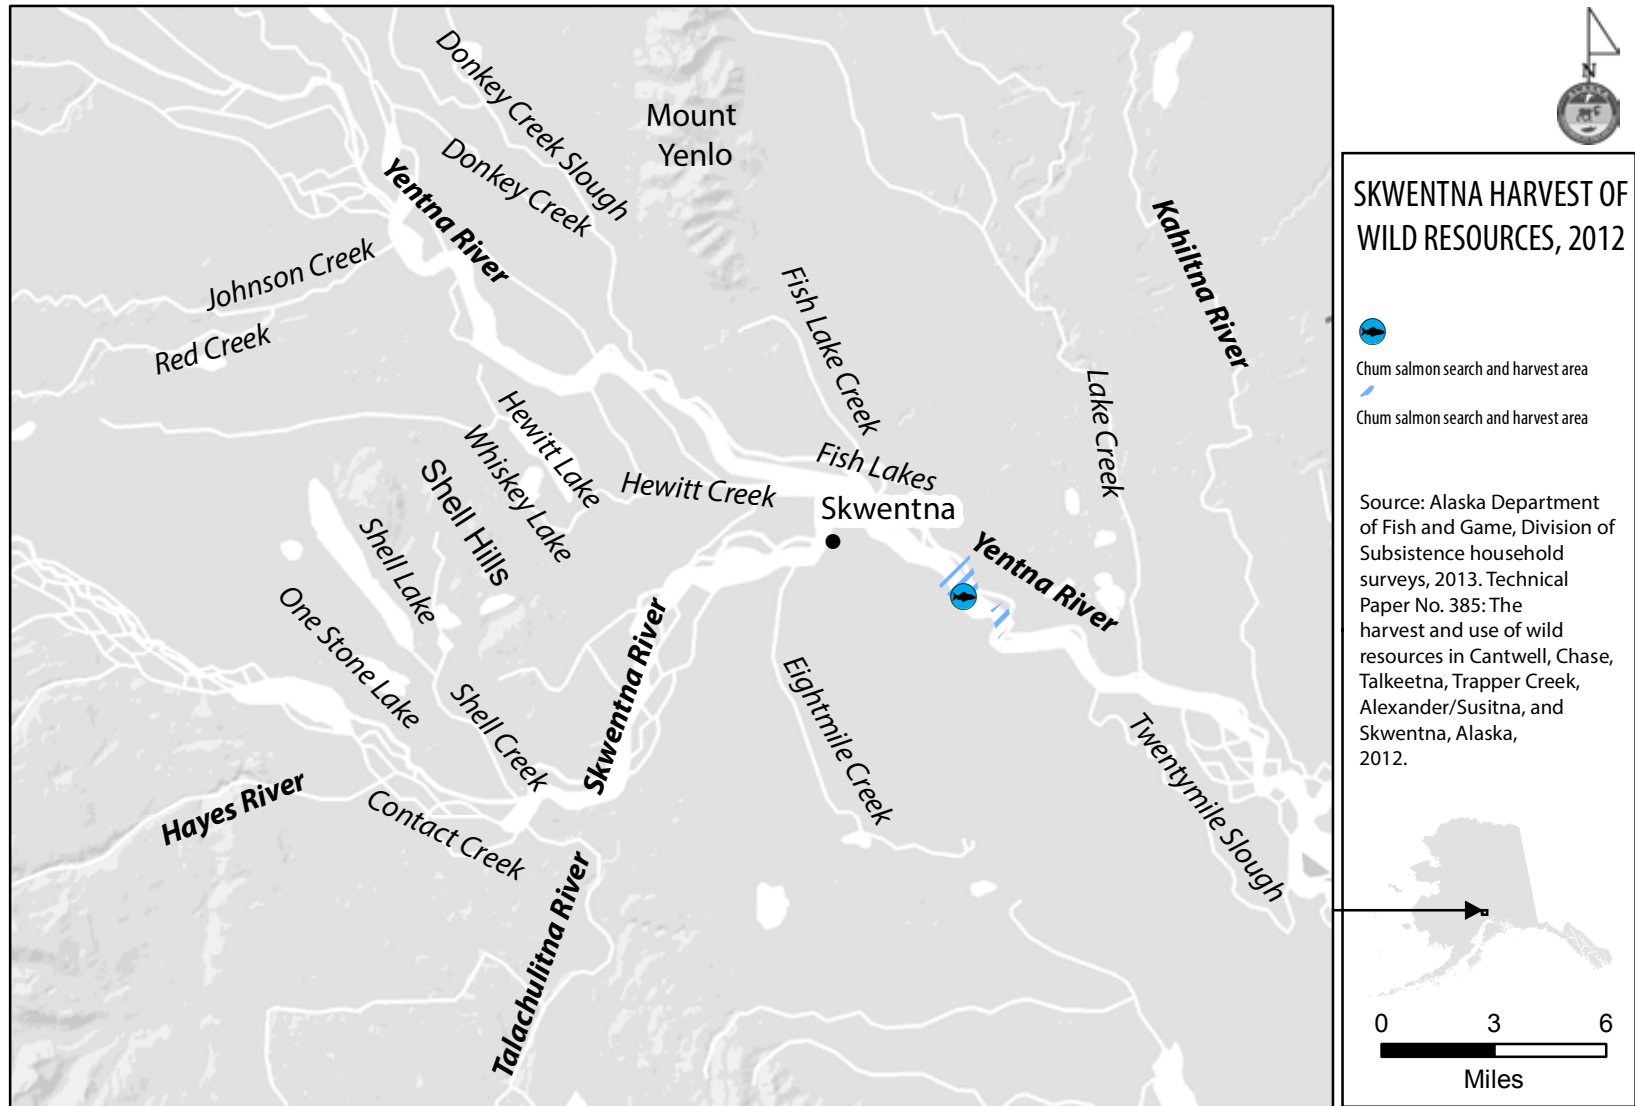 Donkey Creek Slough
Donkey Creek
Mount
Yenlo
Yentna River
Johnson Creek
Red Creek
Kahiltna River
Fish Lake Creek
Lake Creek
Hewitt Lake
Whiskey Lake
Shell Hills
Hewitt Creek
Fish Lakes
Skwentna
Shell Lake
One Stone Lake
Yentna River
Skwentna River
Shell Creek
Eightmile Creek
Twentymile Slough
Hayes River
Contact Creek
Talachulitna River
N
ALASKA
SKWENTNA HARVEST OF
WILD RESOURCES, 2012
Chum salmon search and harvest area
Chum salmon search and harvest area
Source: Alaska Department
of Fish and Game, Division of
Subsistence household
surveys, 2013. Technical
Paper No. 385: The
harvest and use of wild
resources in Cantwell, Chase,
Talkeetna, Trapper Creek,
Alexander/Susitna, and
Skwentna, Alaska,
2012.
0 3 6
Miles